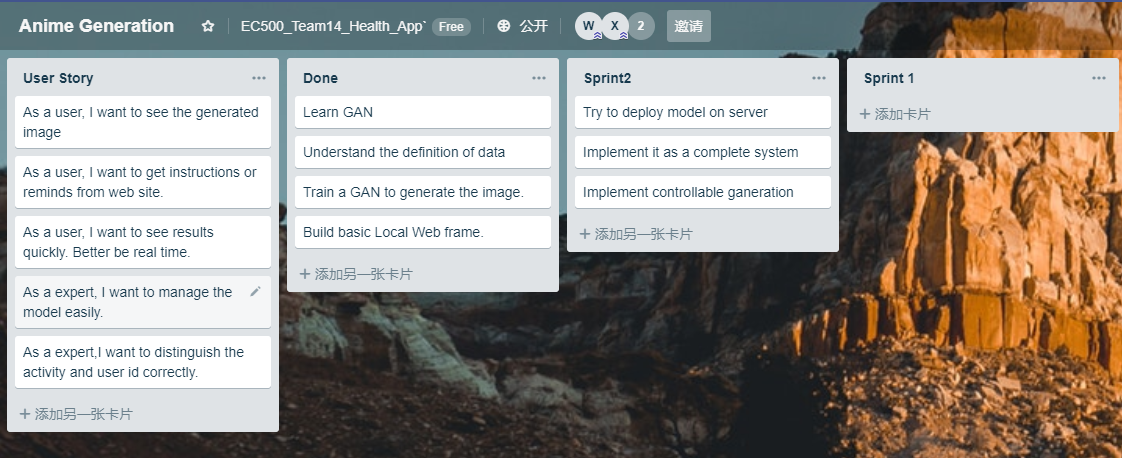 Anime Generation
EC500_Team14_Health_App`
Free
公开
W
X
2
邀请
User Story
As a user, I want to see the generated
image
As a user, I want to get instructions or
reminds from web site.
As a user, I want to see results
quickly. Better be real time.
As a expert, I want to manage the
model easily.
As a expert,I want to distinguish the
activity and user id correctly.
+ 添加另一张卡片
Done
Learn GAN
Understand the definition of data
Train a GAN to generate the image.
Build basic Local Web frame.
+ 添加另一张卡片
Sprint2
Try to deploy model on server
Implement it as a complete system
Implement controllable ganeration
+ 添加另一张卡片
Sprint 1
+ 添加卡片